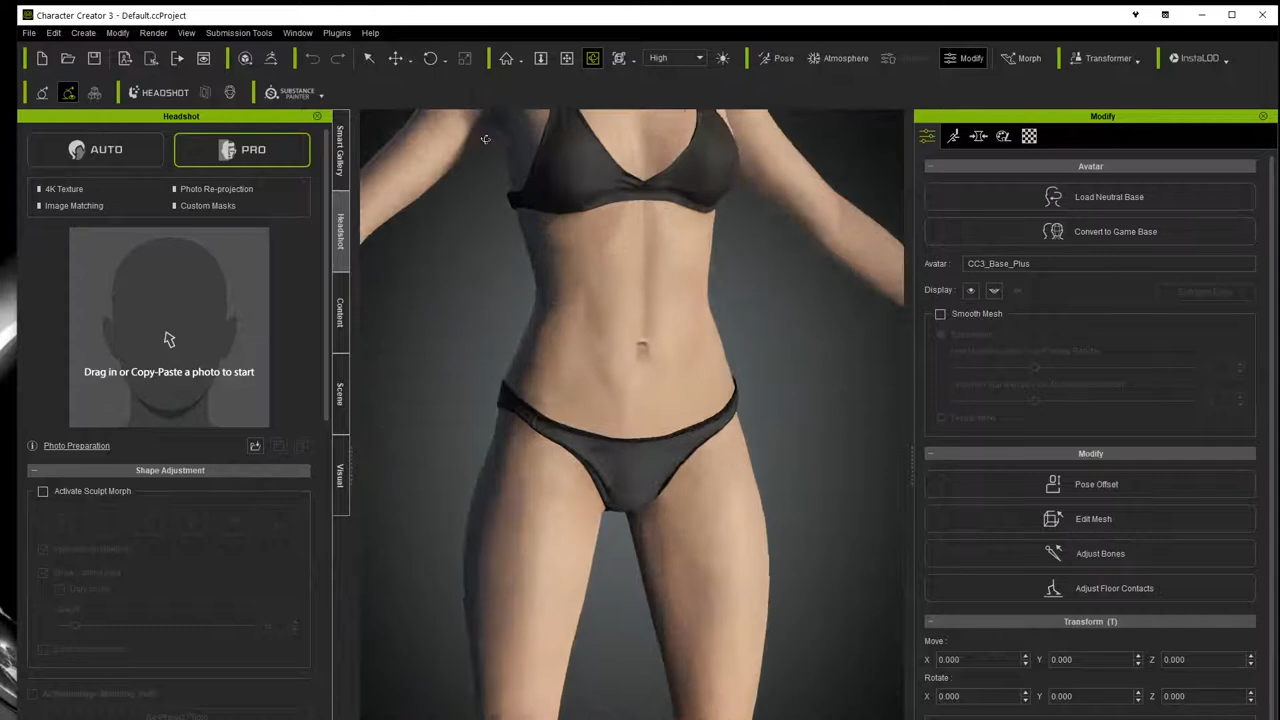 Character Creator 3 - Default.ccProject
File Edit Create Modify Render View Submission Tools Window Plugins Help
High Pose Atmosphere Modify Morph Transformer InstaLOD
HEADSHOT SUBSTANCE PAINTER
Headshot
AUTO PRO
4K Texture Photo Re-projection
Image Matching Custom Masks
Drag in or Copy-Paste a photo to start
Photo Preparation
Shape Adjustment
Activate Sculpt Morph
Smart Gallery
Headshot
Content
Scene
Visual
Modify
Avatar
Load Neutral Base
Convert to Game Base
Avatar : CC3_Base_Plus
Display :
Smooth Mesh
Modify
Pose Offset
Edit Mesh
Adjust Bones
Adjust Floor Contacts
Transform (T)
Move :
X 0.000 Y 0.000 Z 0.000
Rotate :
X 0.000 Y 0.000 Z 0.000